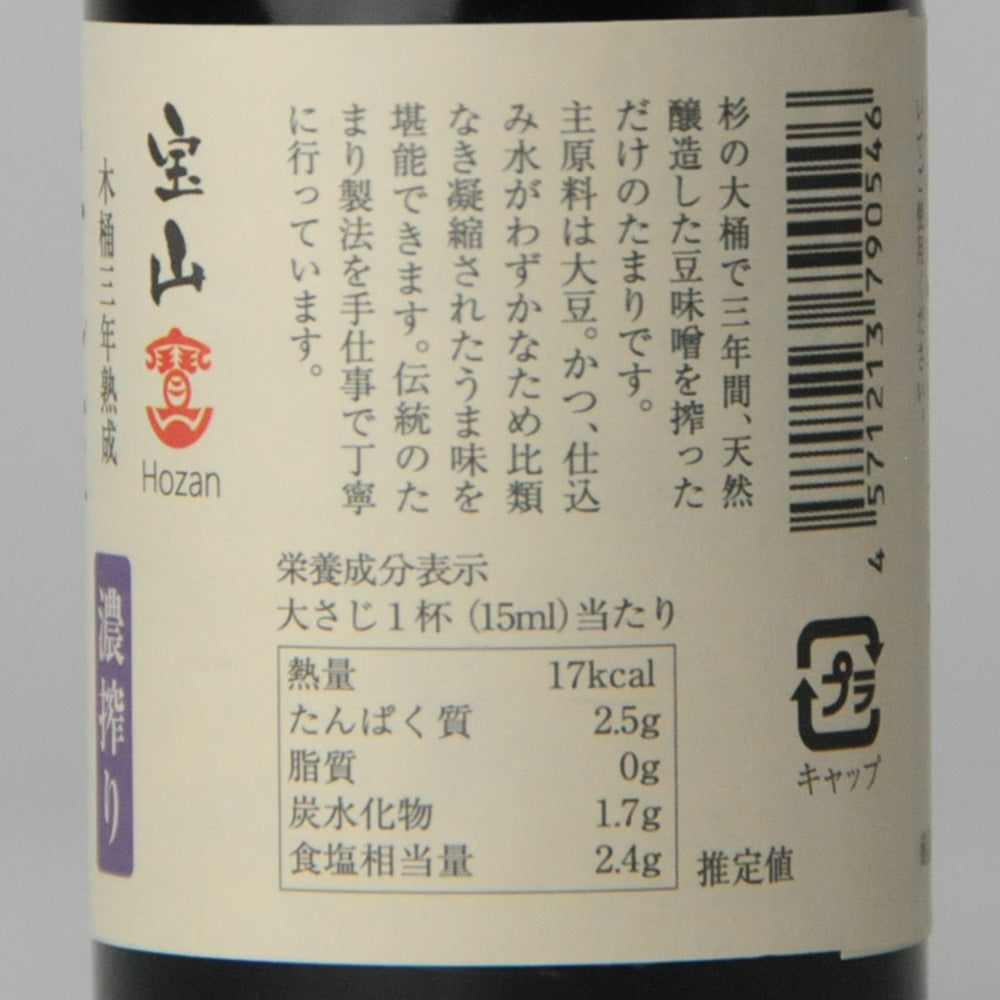 杉の大桶で三年間、天然
醸造した豆味噌を搾った
だけのたまりです。
主原料は大豆。かつ、仕込
み水がわずかなため比類
なき凝縮されたうま味を
堪能できます。伝統のた
まり製法を手仕事で丁寧
に行っています。
宝山
Hozan
木桶三年熟成
濃搾り
栄養成分表示
大さじ1杯（15ml）当たり
熱量 17kcal
たんぱく質 2.5g
脂質 0g
炭水化物 1.7g
食塩相当量 2.4g
推定値
4 571213 790546
プラ
キャップ